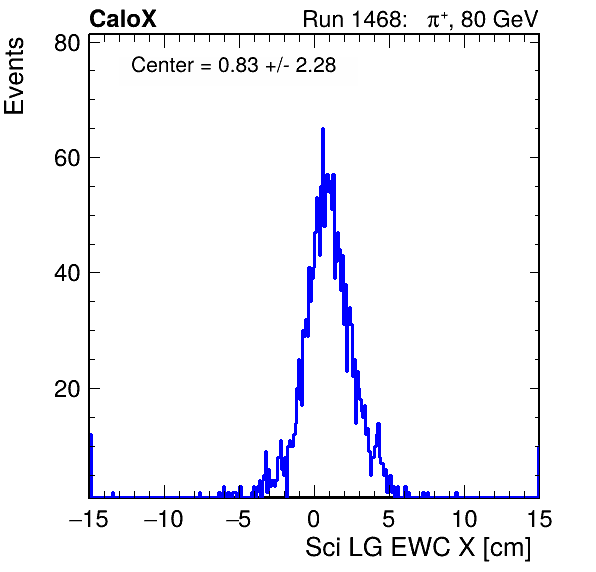 CaloX Run 1468: π⁺, 80 GeV
Center = 0.83 +/- 2.28
Events
80
60
40
20
−15 −10 −5 0 5 10 15
Sci LG EWC X [cm]